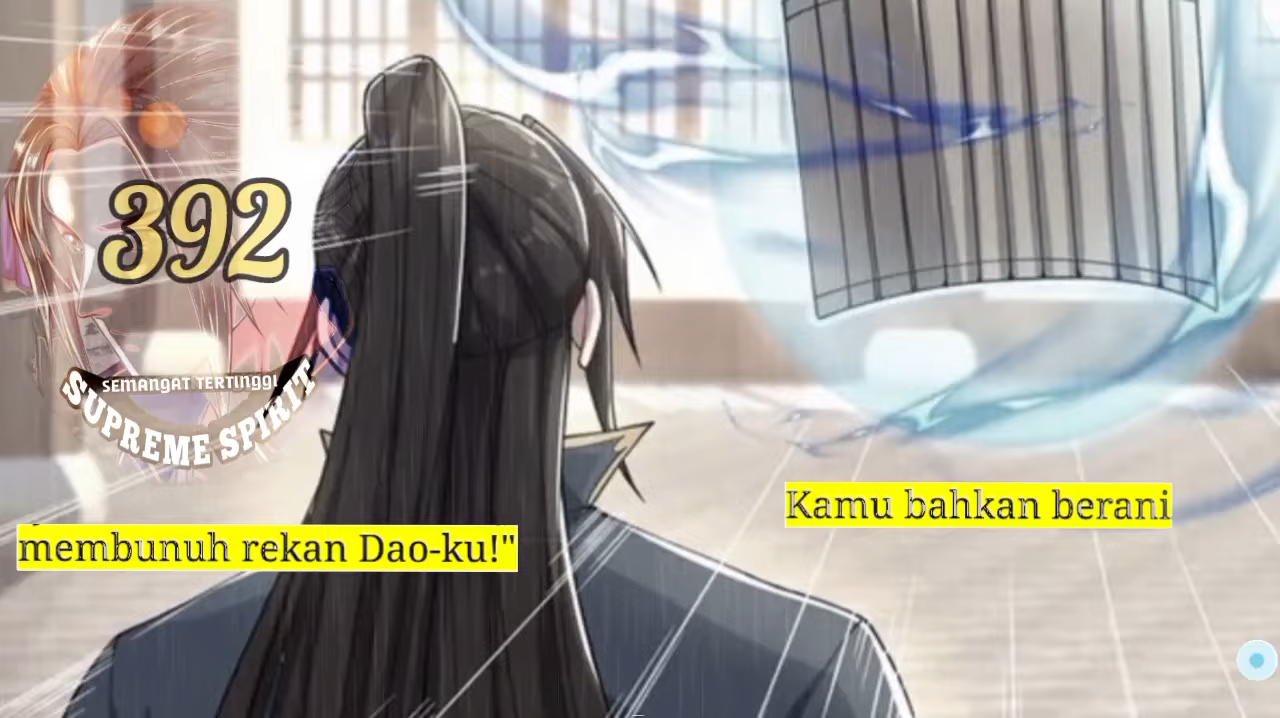 392
SEMANGAT TERTINGGI
SUPREME SPIRIT
Kamu bahkan berani
membunuh rekan Dao-ku!"